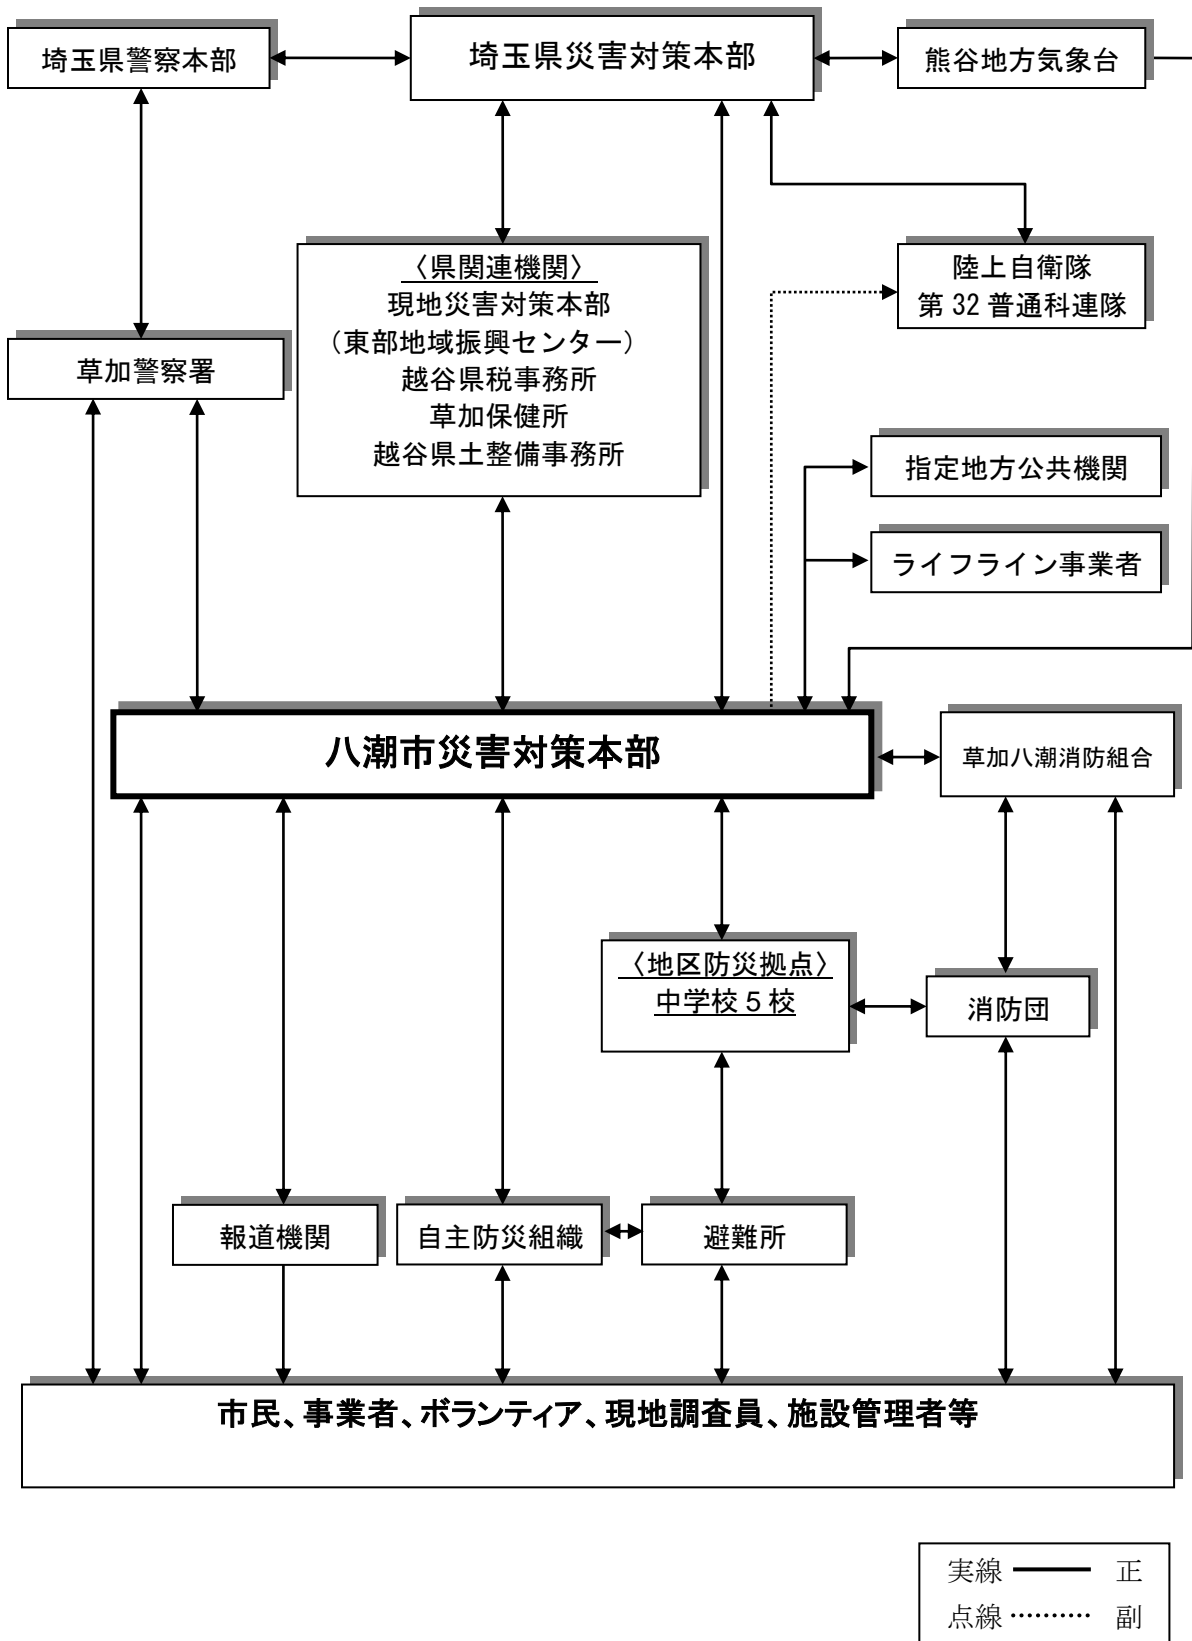 埼玉県警察本部
埼玉県災害対策本部
熊谷地方気象台
〈県関連機関〉
現地災害対策本部
（東部地域振興センター）
越谷県税事務所
草加保健所
越谷県土整備事務所
陸上自衛隊
第 32 普通科連隊
草加警察署
指定地方公共機関
ライフライン事業者
八潮市災害対策本部
草加八潮消防組合
〈地区防災拠点〉
中学校 5 校
消防団
報道機関
自主防災組織
避難所
市民、事業者、ボランティア、現地調査員、施設管理者等
実線 正
点線 副